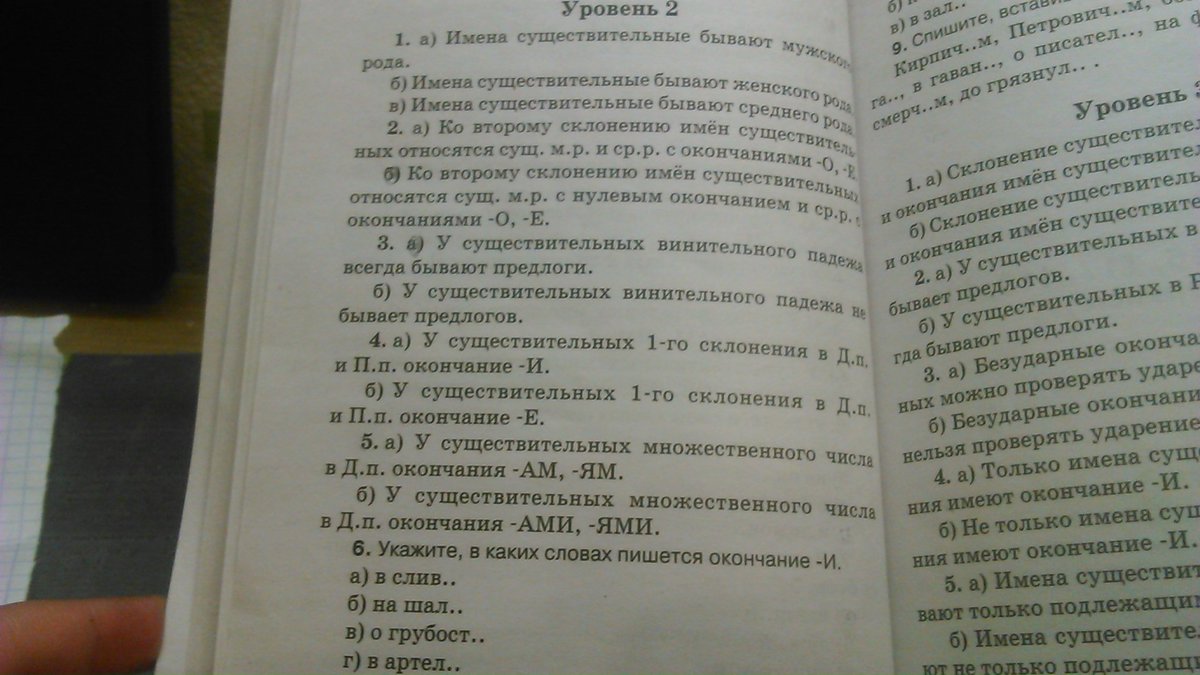 Уровень 2
1. а) Имена существительные бывают мужского
рода.
б) Имена существительные бывают женского рода.
в) Имена существительные бывают среднего рода.
2. а) Ко второму склонению имён существитель-
ных относятся сущ. м.р. и ср.р. с окончаниями -О, -Е.
б) Ко второму склонению имён существительных
относятся сущ. м.р. с нулевым окончанием и ср.р. с
окончаниями -О, -Е.
3. а) У существительных винительного падежа
всегда бывают предлоги.
б) У существительных винительного падежа не
бывает предлогов.
4. а) У существительных 1-го склонения в Д.п.
и П.п. окончание -И.
б) У существительных 1-го склонения в Д.п.
и П.п. окончание -Е.
5. а) У существительных множественного числа
в Д.п. окончания -АМ, -ЯМ.
б) У существительных множественного числа
в Д.п. окончания -АМИ, -ЯМИ.
6. Укажите, в каких словах пишется окончание -И.
а) в слив..
б) на шал..
в) о грубост..
г) в артел..
в) в зал..
9. Спишите, встави
Кирпич..м, Петрович..м,
га.., в гаван.., о писател.., на
смерч..м, до грязнул.. .
Уровень
1. а) Склонение существител
и окончания имён существител
б) Склонение существитель
и окончания имён существите
2. а) У существительных в
бывает предлогов.
б) У существительных в
гда бывают предлоги.
3. а) Безударные оконча
ных можно проверять ударе
б) Безударные окончани
нельзя проверять ударение
4. а) Только имена сущ
ния имеют окончание -И.
б) Не только имена сущ
ния имеют окончание -И.
5. а) Имена существит
вают только подлежащи
б) Имена существи
ют не только подлежащ